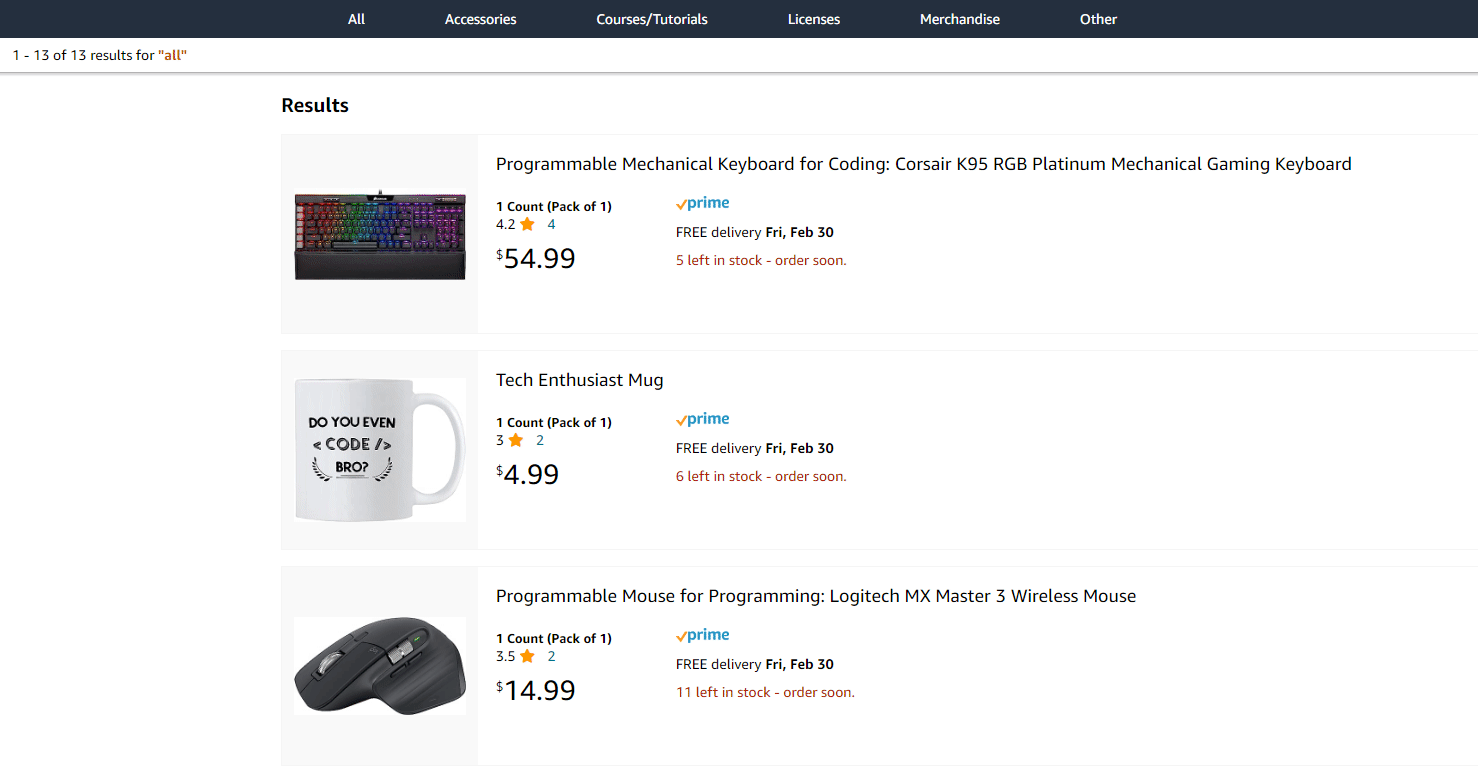 All Accessories Courses/Tutorials Licenses Merchandise Other
1 - 13 of 13 results for "all"
Results
Programmable Mechanical Keyboard for Coding: Corsair K95 RGB Platinum Mechanical Gaming Keyboard
1 Count (Pack of 1)
4.2 4
$54.99
prime
FREE delivery Fri, Feb 30
5 left in stock - order soon.
DO YOU EVEN
< CODE />
BRO?
Tech Enthusiast Mug
1 Count (Pack of 1)
3 2
$4.99
prime
FREE delivery Fri, Feb 30
6 left in stock - order soon.
Programmable Mouse for Programming: Logitech MX Master 3 Wireless Mouse
1 Count (Pack of 1)
3.5 2
$14.99
prime
FREE delivery Fri, Feb 30
11 left in stock - order soon.